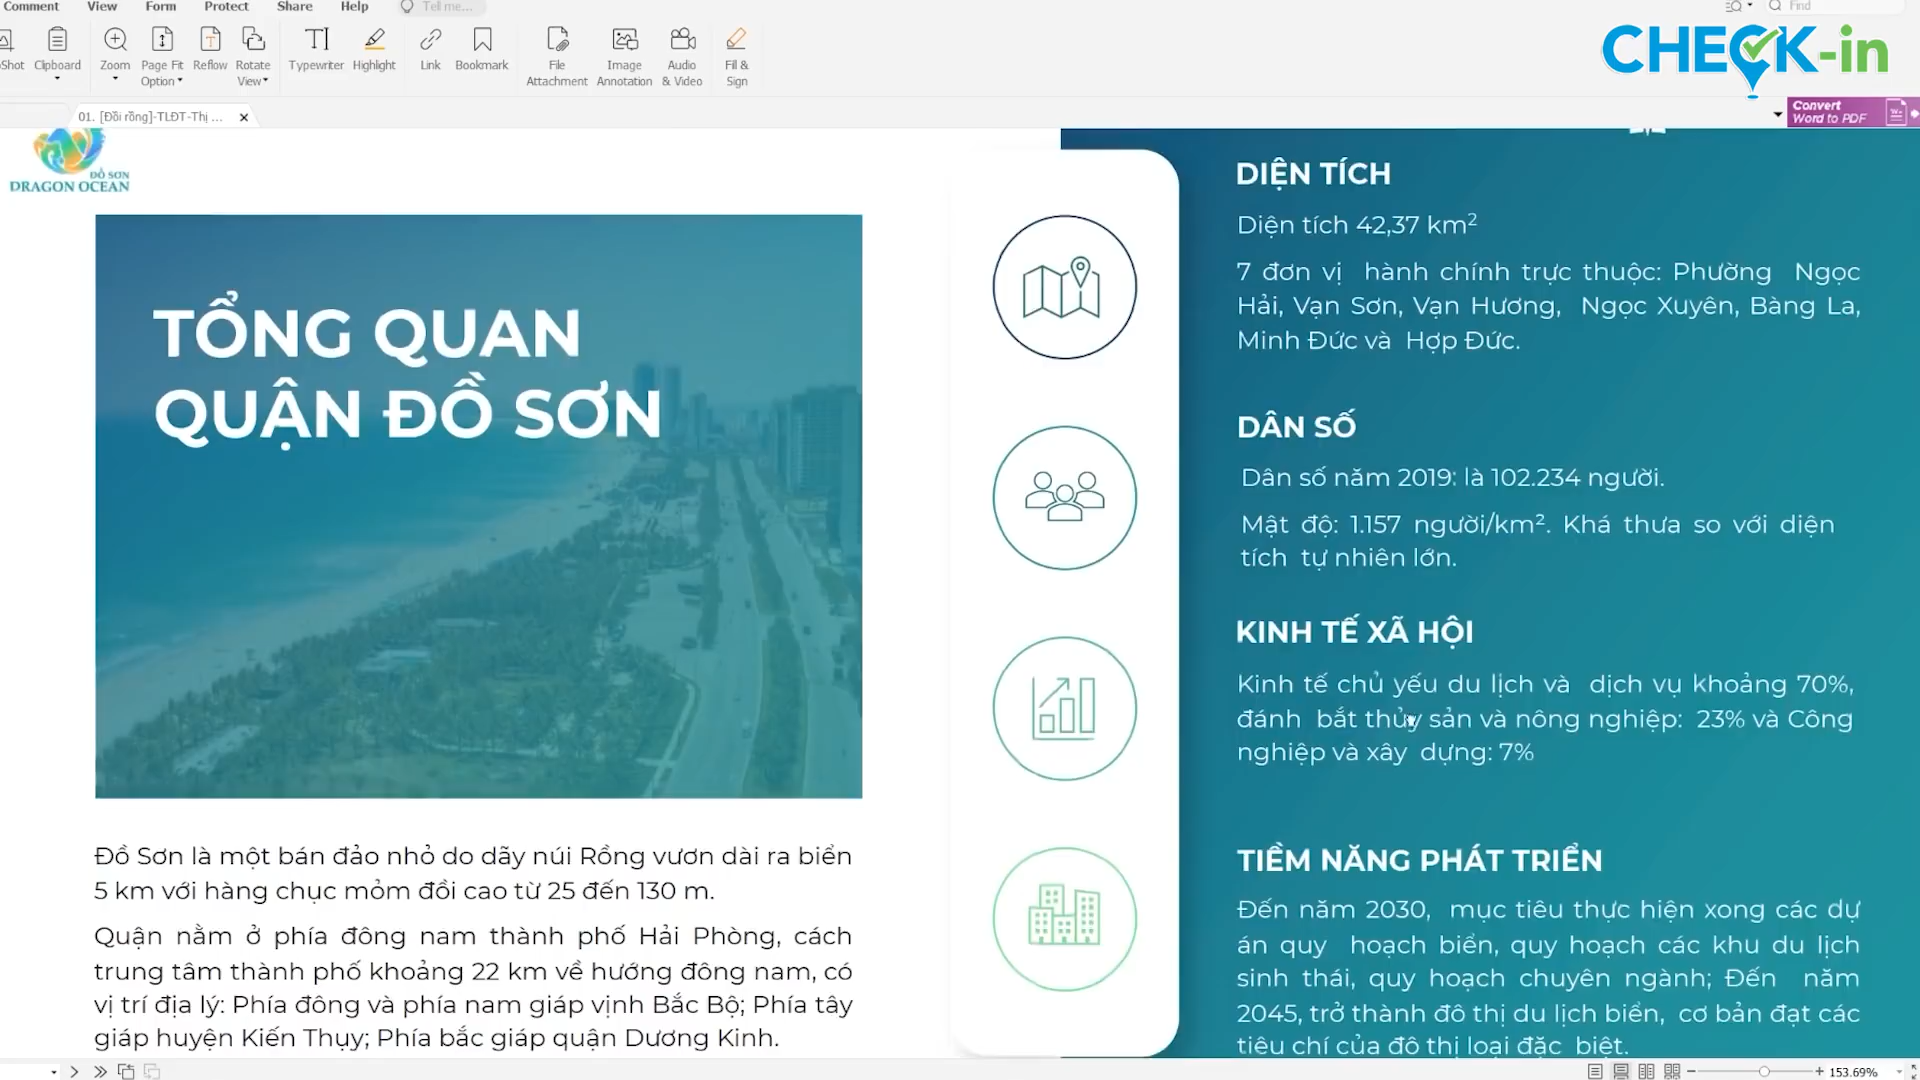 Comment View Form Protect Share Help Tell me... Find
Shot Clipboard Zoom Page Fit Option Reflow Rotate View Typewriter Highlight Link Bookmark File Attachment Image Annotation Audio & Video Fill & Sign
CHECK-in
01. [Đồi rồng]-TLĐT-Thị ...
Convert
Word to PDF
ĐỒ SƠN
DRAGON OCEAN
TỔNG QUAN
QUẬN ĐỒ SƠN
Đồ Sơn là một bán đảo nhỏ do dãy núi Rồng vươn dài ra biển
5 km với hàng chục mỏm đồi cao từ 25 đến 130 m.
Quận nằm ở phía đông nam thành phố Hải Phòng, cách
trung tâm thành phố khoảng 22 km về hướng đông nam, có
vị trí địa lý: Phía đông và phía nam giáp vịnh Bắc Bộ; Phía tây
giáp huyện Kiến Thụy; Phía bắc giáp quận Dương Kinh.
DIỆN TÍCH
Diện tích 42,37 km²
7 đơn vị hành chính trực thuộc: Phường Ngọc
Hải, Vạn Sơn, Vạn Hương, Ngọc Xuyên, Bàng La,
Minh Đức và Hợp Đức.
DÂN SỐ
Dân số năm 2019: là 102.234 người.
Mật độ: 1.157 người/km². Khá thưa so với diện
tích tự nhiên lớn.
KINH TẾ XÃ HỘI
Kinh tế chủ yếu du lịch và dịch vụ khoảng 70%,
đánh bắt thủy sản và nông nghiệp: 23% và Công
nghiệp và xây dựng: 7%
TIỀM NĂNG PHÁT TRIỂN
Đến năm 2030, mục tiêu thực hiện xong các dự
án quy hoạch biển, quy hoạch các khu du lịch
sinh thái, quy hoạch chuyên ngành; Đến năm
2045, trở thành đô thị du lịch biển, cơ bản đạt các
tiêu chí của đô thị loại đặc biệt.
153.69%